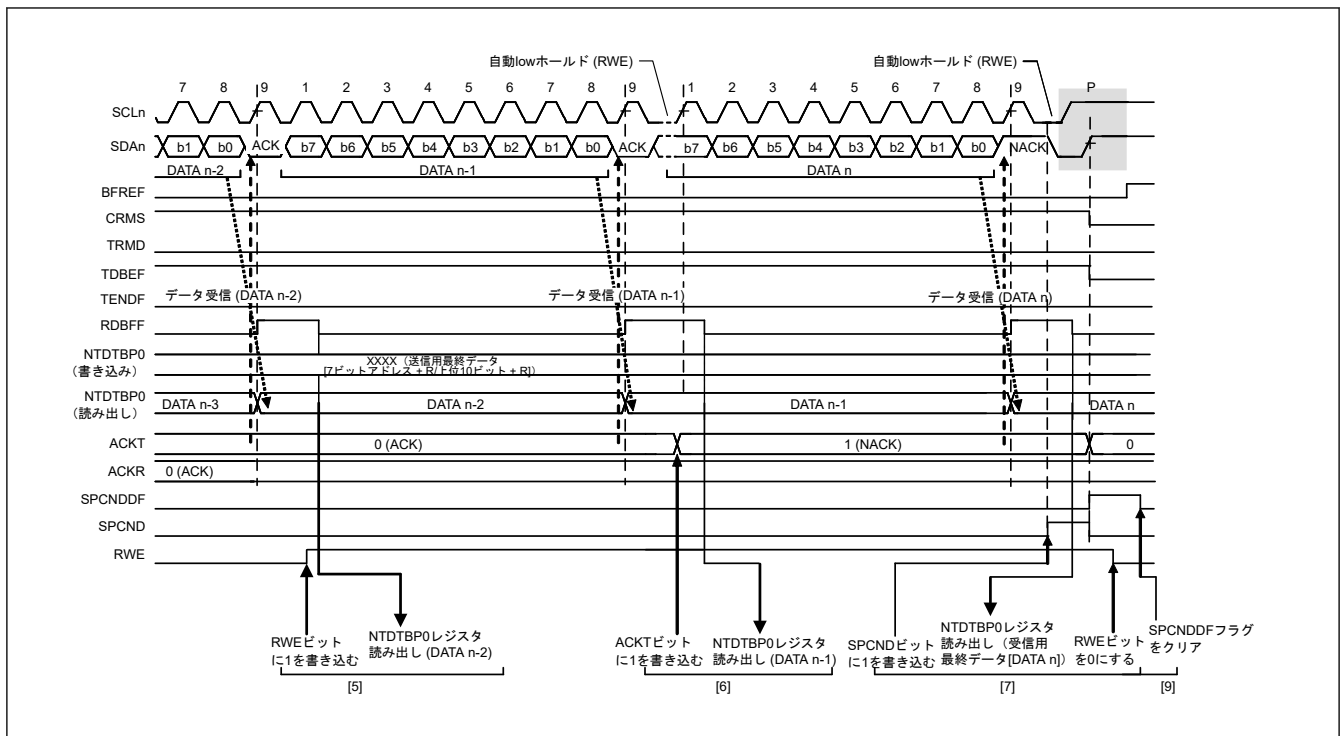 自動lowホールド (RWE)
自動lowホールド (RWE)
7 8 9 1 2 3 4 5 6 7 8 9 1 2 3 4 5 6 7 8 9 P
SCLn
SDAn b1 b0 ACK b7 b6 b5 b4 b3 b2 b1 b0 ACK b7 b6 b5 b4 b3 b2 b1 b0 NACK
DATA n-2 DATA n-1 DATA n
BFREF
CRMS
TRMD
TDBEF
データ受信 (DATA n-2) データ受信 (DATA n-1) データ受信 (DATA n)
TENDF
RDBFF
NTDTBP0
(書き込み)
XXXX(送信用最終データ
[7ビットアドレス + R/上位10ビット + R])
NTDTBP0
(読み出し)
DATA n-3 DATA n-2 DATA n-1 DATA n
ACKT 0 (ACK) 1 (NACK) 0
ACKR 0 (ACK)
SPCNDDF
SPCND
RWE
RWEビット
に1を書き込む
NTDTBP0レジスタ
読み出し (DATA n-2)
ACKTビット
に1を書き込む
NTDTBP0レジスタ
読み出し (DATA n-1)
SPCNDビット
に1を書き込む
NTDTBP0レジスタ
読み出し(受信用
最終データ[DATA n])
RWEビット
を0にする
SPCNDDFフラグ
をクリア
[5] [6] [7] [9]